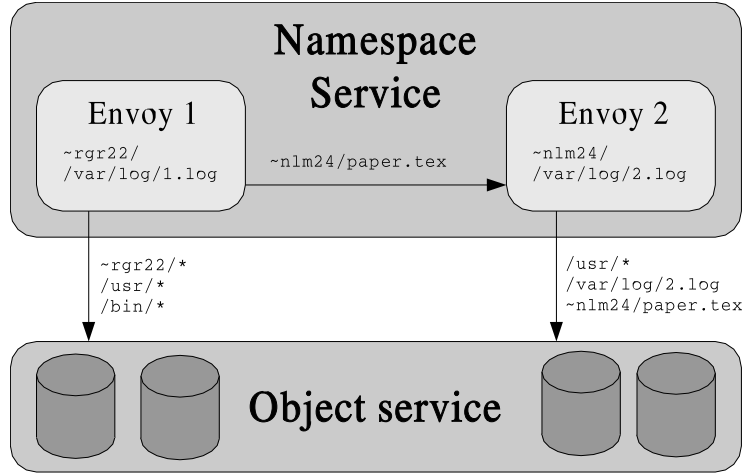 Namespace
Service
Envoy 1
~rgr22/
/var/log/1.log
~nlm24/paper.tex
Envoy 2
~nlm24/
/var/log/2.log
~rgr22/*
/usr/*
/bin/*
/usr/*
/var/log/2.log
~nlm24/paper.tex
Object service